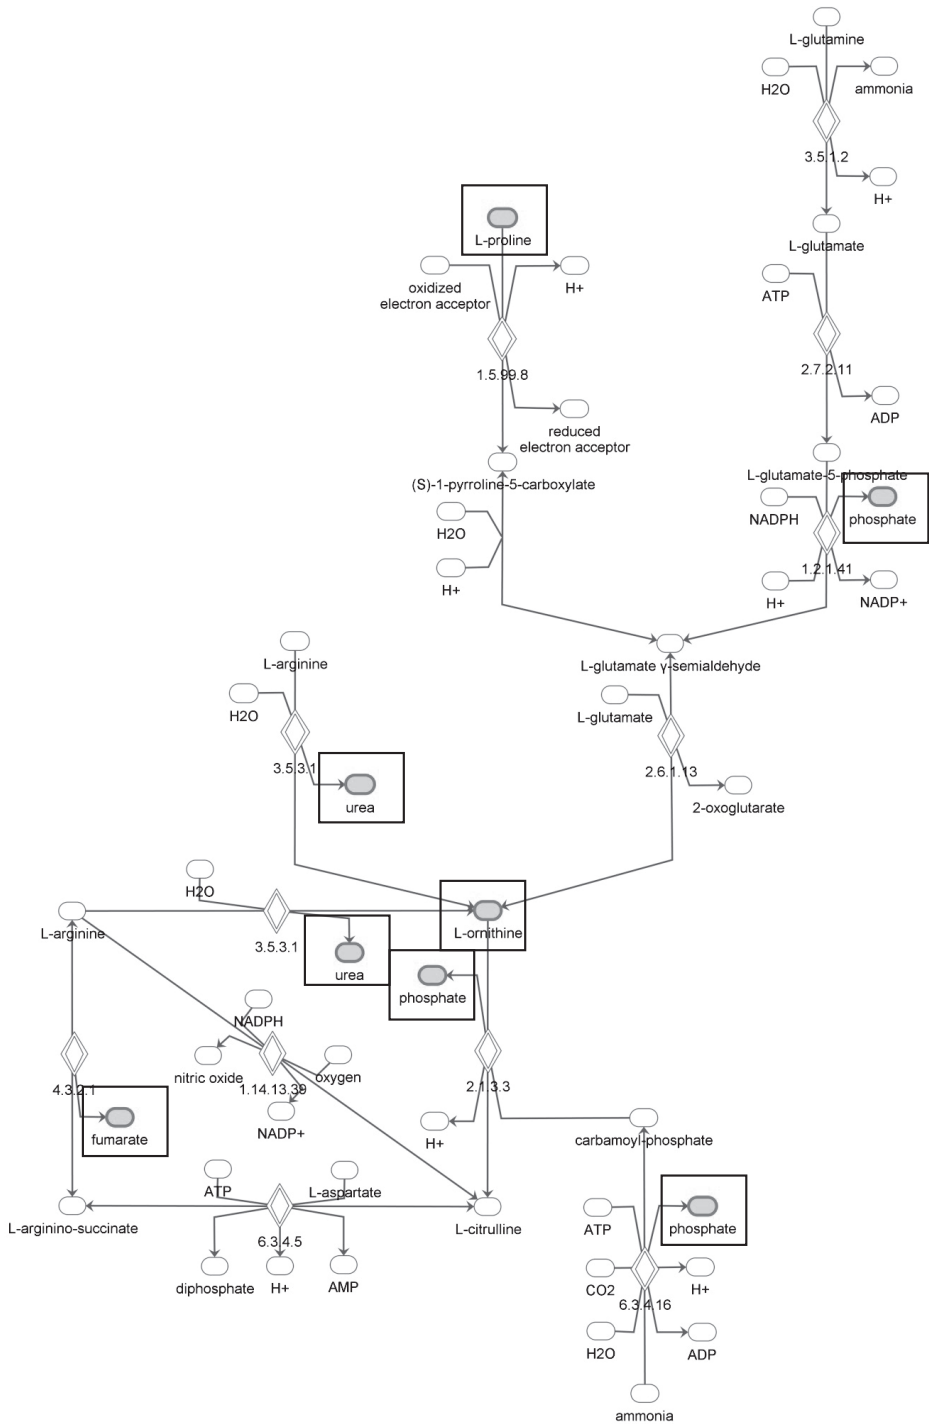 L-glutamine
H2O
ammonia
3.5.1.2
H+
L-glutamate
L-proline
oxidized
electron acceptor
H+
ATP
1.5.99.8
2.7.2.11
ADP
reduced
electron acceptor
(S)-1-pyrroline-5-carboxylate
L-glutamate-5-phosphate
NADPH
phosphate
H2O
1.2.1.41
H+
H+
NADP+
L-arginine
L-glutamate γ-semialdehyde
H2O
L-glutamate
3.5.3.1
2.6.1.13
urea
2-oxoglutarate
H2O
L-arginine
3.5.3.1
L-ornithine
urea
phosphate
NADPH
nitric oxide
1.14.13.39
oxygen
4.3.2.1
2.1.3.3
NADP+
fumarate
H+
carbamoyl-phosphate
ATP
L-aspartate
L-arginino-succinate
L-citrulline
ATP
phosphate
6.3.4.5
diphosphate
H+
AMP
CO2
H+
6.3.4.16
H2O
ADP
ammonia